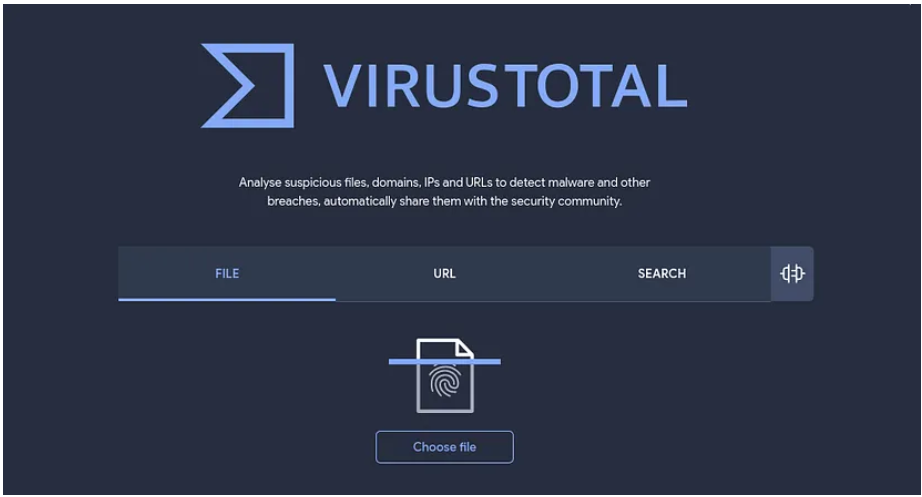 VIRUSTOTAL
Analyse suspicious files, domains, IPs and URLs to detect malware and other
breaches, automatically share them with the security community.
FILE URL SEARCH
Choose file